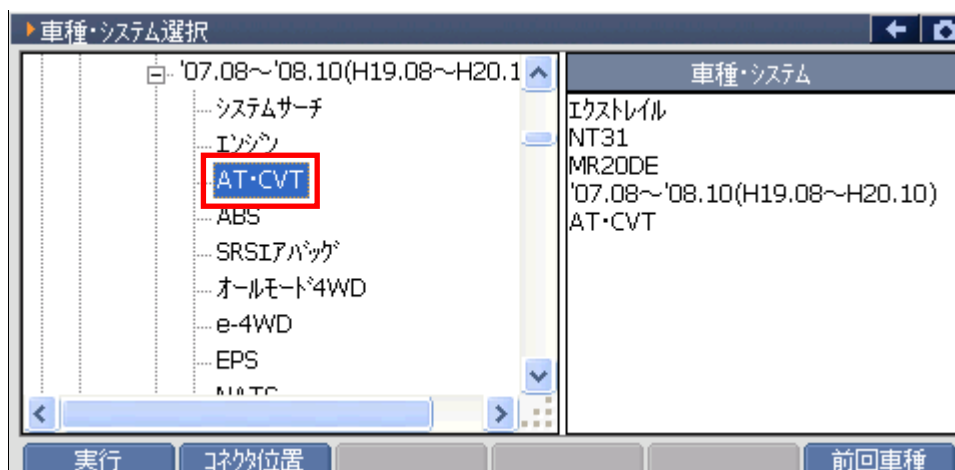 車種・システム選択
'07.08～'08.10(H19.08～H20.1
システムサーチ
エンジン
AT・CVT
ABS
SRSエアバッグ
オールモード4WD
e-4WD
EPS
NATS
車種・システム
エクストレイル
NT31
MR20DE
'07.08～'08.10(H19.08～H20.10)
AT・CVT
実行
コネクタ位置
前回車種